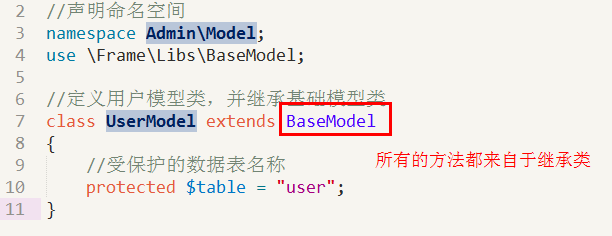 2 //声明命名空间
3 namespace Admin\Model;
4 use \Frame\Libs\BaseModel;
5
6 //定义用户模型类，并继承基础模型类
7 class UserModel extends BaseModel
8 {
9 //受保护的数据表名称
所有的方法都来自于继承类
10 protected $table = "user";
11 }